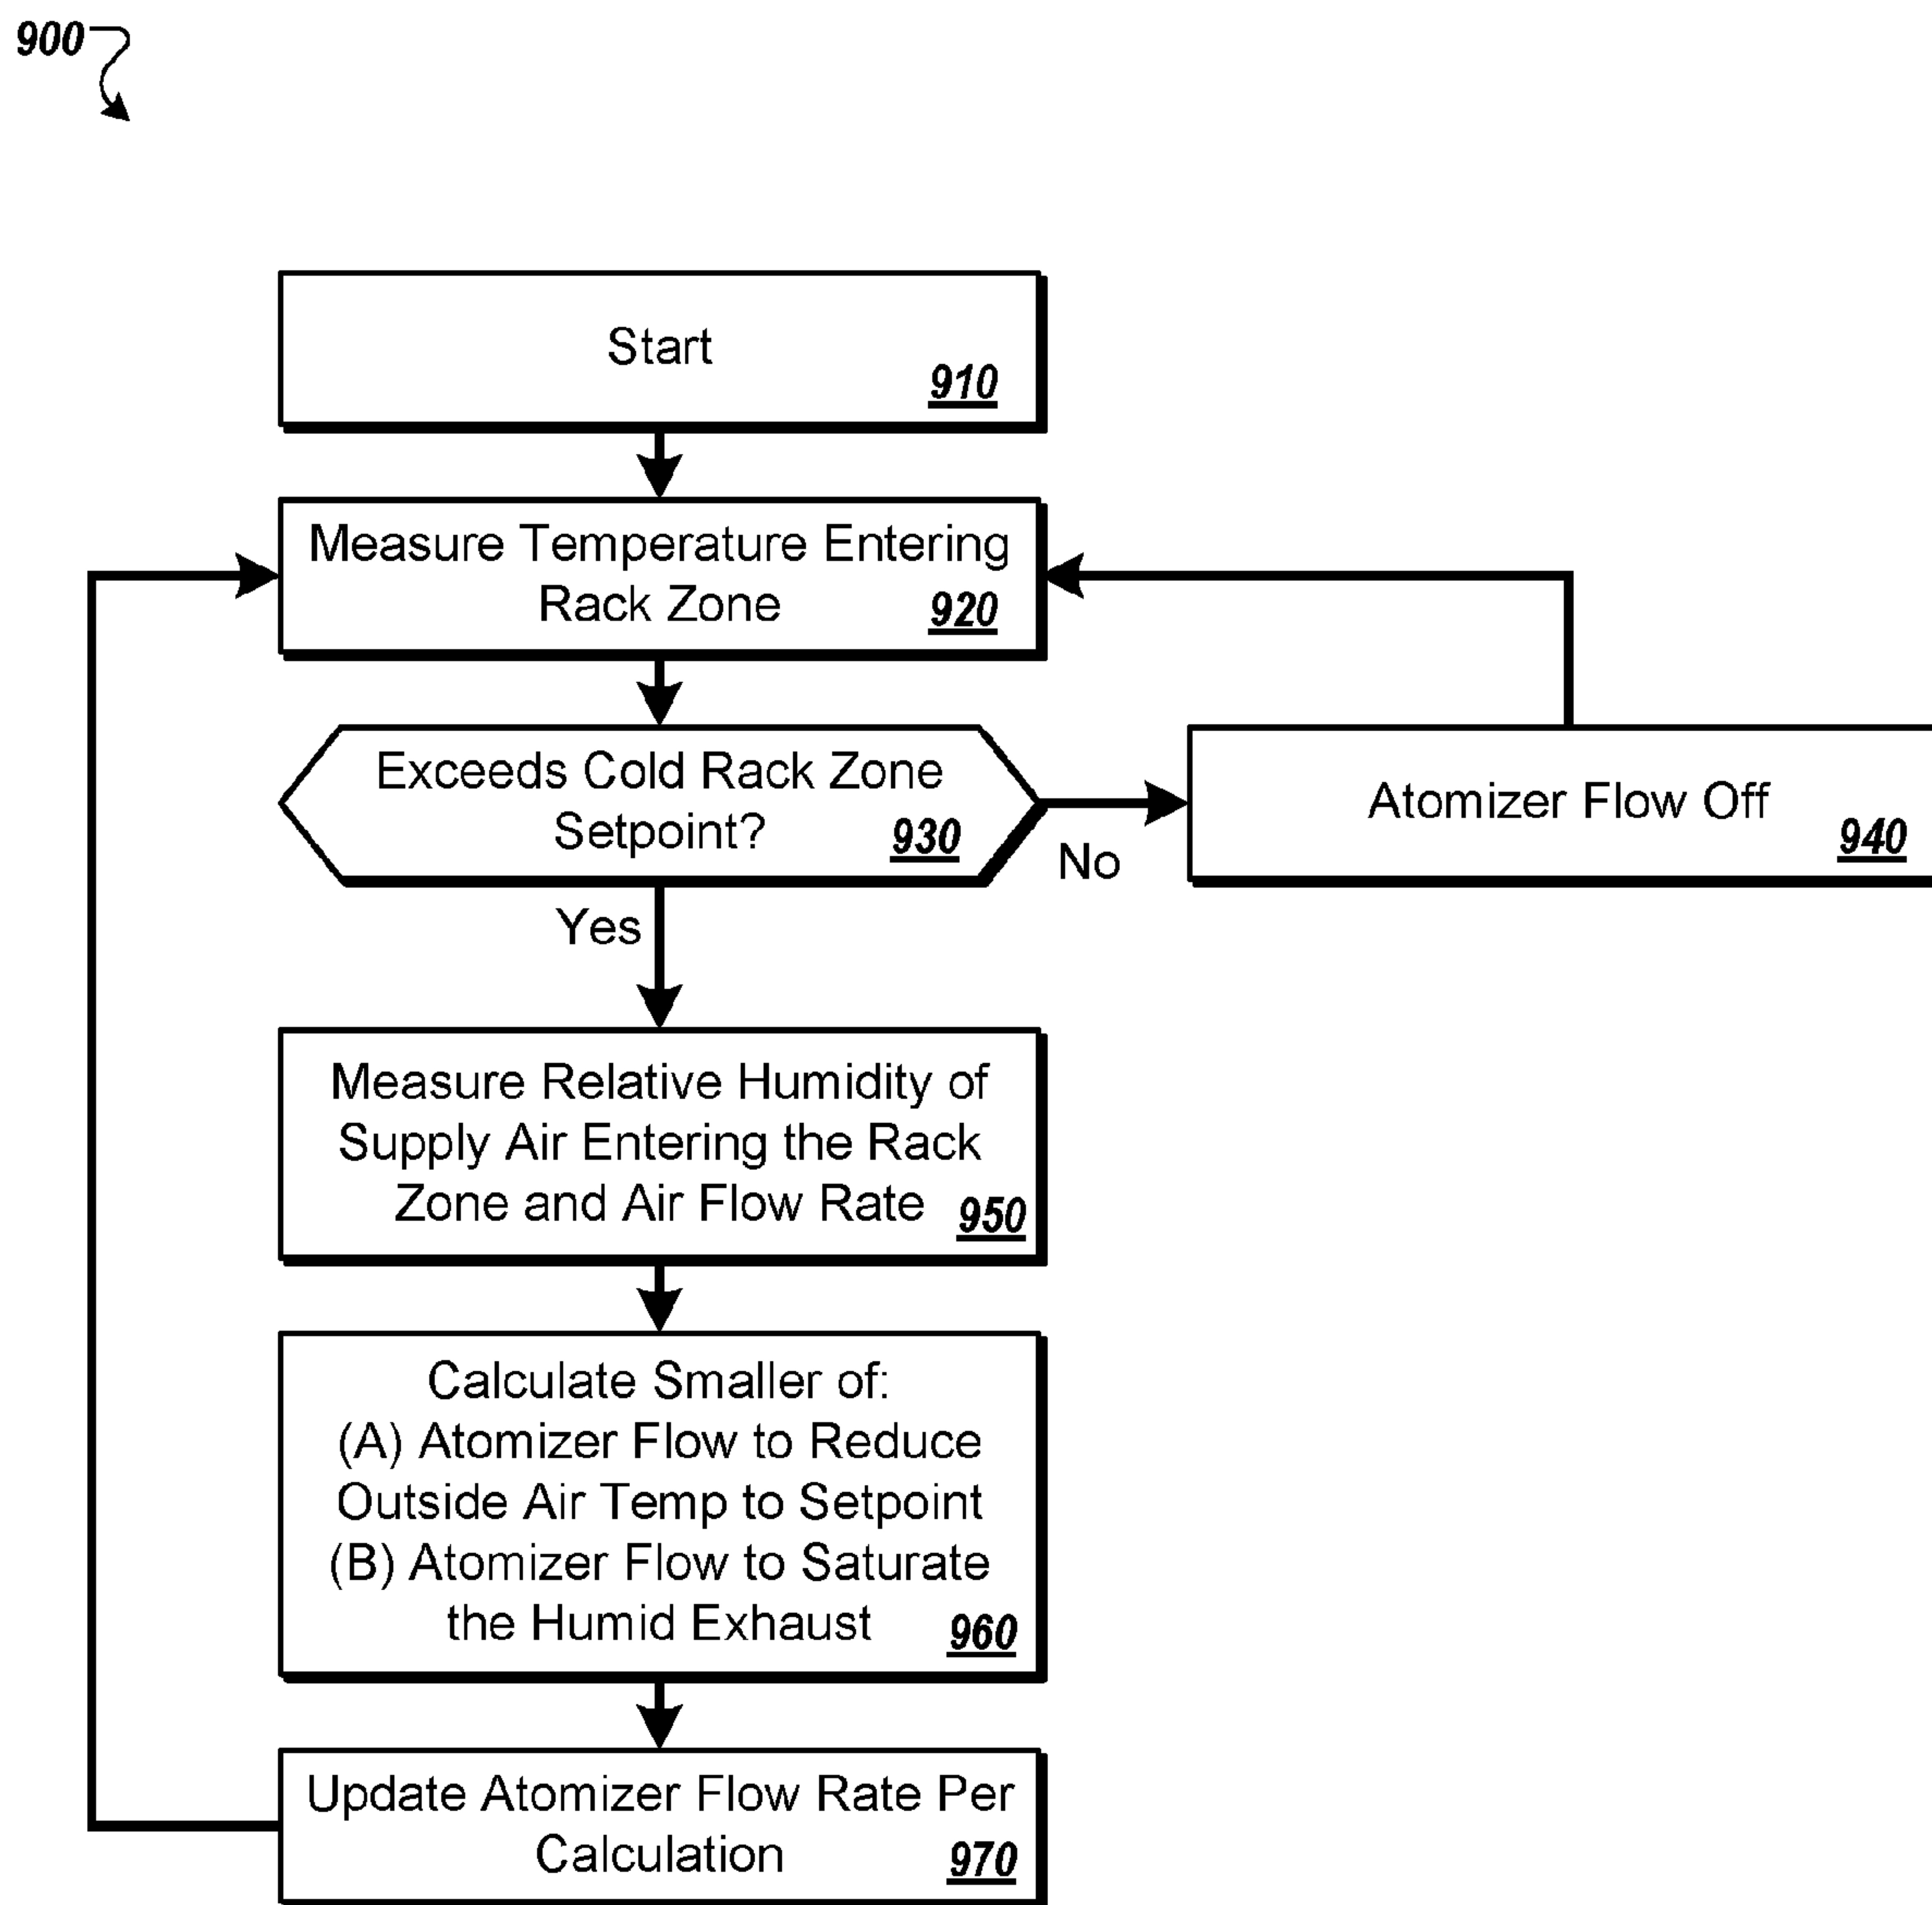 900
Start
910
Measure Temperature Entering
Rack Zone
920
Exceeds Cold Rack Zone
Setpoint?
930
No
Atomizer Flow Off
940
Yes
Measure Relative Humidity of
Supply Air Entering the Rack
Zone and Air Flow Rate
950
Calculate Smaller of:
(A) Atomizer Flow to Reduce
Outside Air Temp to Setpoint
(B) Atomizer Flow to Saturate
the Humid Exhaust
960
Update Atomizer Flow Rate Per
Calculation
970